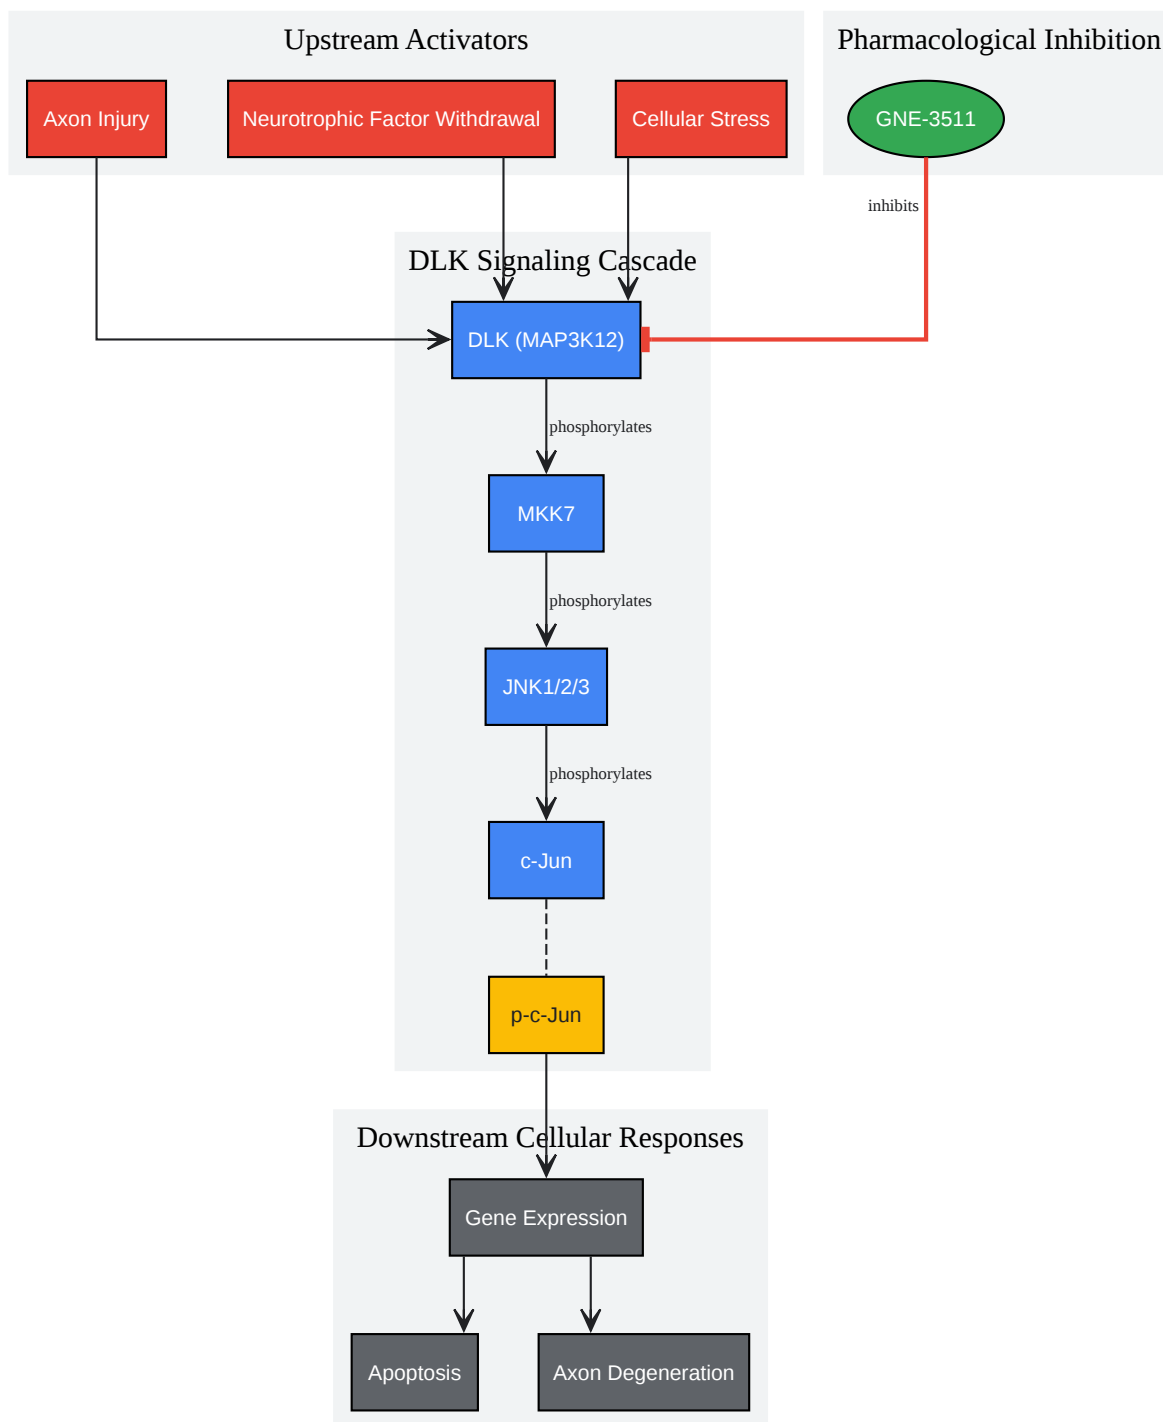 Upstream Activators
Pharmacological Inhibition
Axon Injury
Neurotrophic Factor Withdrawal
Cellular Stress
GNE-3511
inhibits
DLK Signaling Cascade
DLK (MAP3K12)
phosphorylates
MKK7
phosphorylates
JNK1/2/3
phosphorylates
c-Jun
p-c-Jun
Downstream Cellular Responses
Gene Expression
Apoptosis
Axon Degeneration